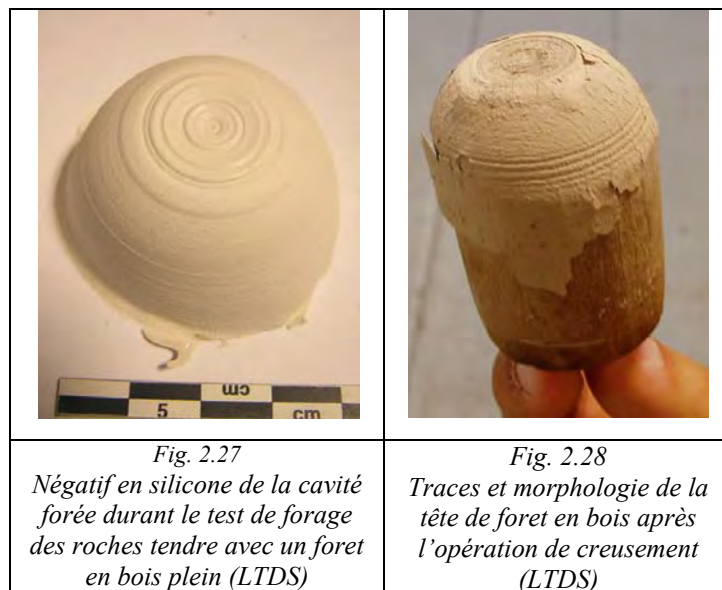 5
cm
cm
Fig. 2.27
Négatif en silicone de la cavité
forée durant le test de forage
des roches tendre avec un foret
en bois plein (LTDS)
Fig. 2.28
Traces et morphologie de la
tête de foret en bois après
l'opération de creusement
(LTDS)